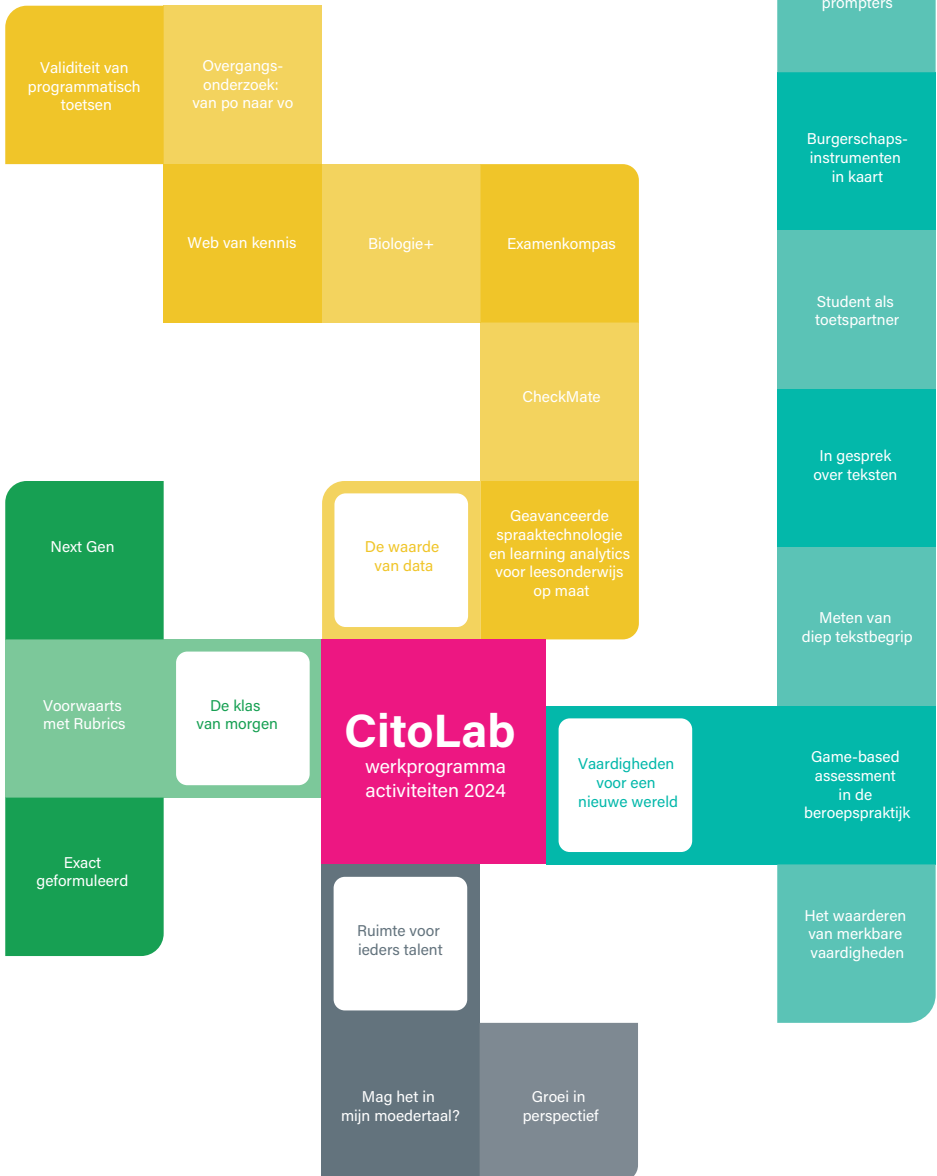 prompters
Validiteit van
programmatisch
toetsen
Overgangs-
onderzoek:
van po naar vo
Burgerschaps-
instrumenten
in kaart
Web van kennis
Biologie+
Examenkompas
Student als
toetspartner
CheckMate
In gesprek
over teksten
Next Gen
De waarde
van data
Geavanceerde
spraaktechnologie
en learning analytics
voor leesonderwijs
op maat
Meten van
diep tekstbegrip
Voorwaarts
met Rubrics
De klas
van morgen
CitoLab
werkprogramma
activiteiten 2024
Vaardigheden
voor een
nieuwe wereld
Game-based
assessment
in de
beroepspraktijk
Exact
geformuleerd
Ruimte voor
ieders talent
Het waarderen
van merkbare
vaardigheden
Mag het in
mijn moedertaal?
Groei in
perspectief